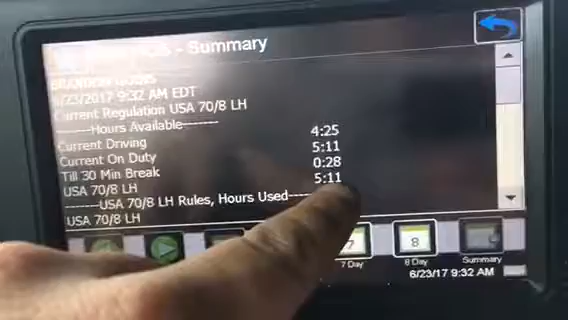 - Summary
6/23/2017 9:32 AM EDT
Current Regulation USA 70/8 LH
-------Hours Available-------
Current Driving 4:25
Current On Duty 5:11
Till 30 Min Break 0:28
USA 70/8 LH 5:11
-------USA 70/8 LH Rules, Hours Used----
USA 70/8 LH
7 8
7 Day 8 Day Summary
6/23/17 9:32 AM